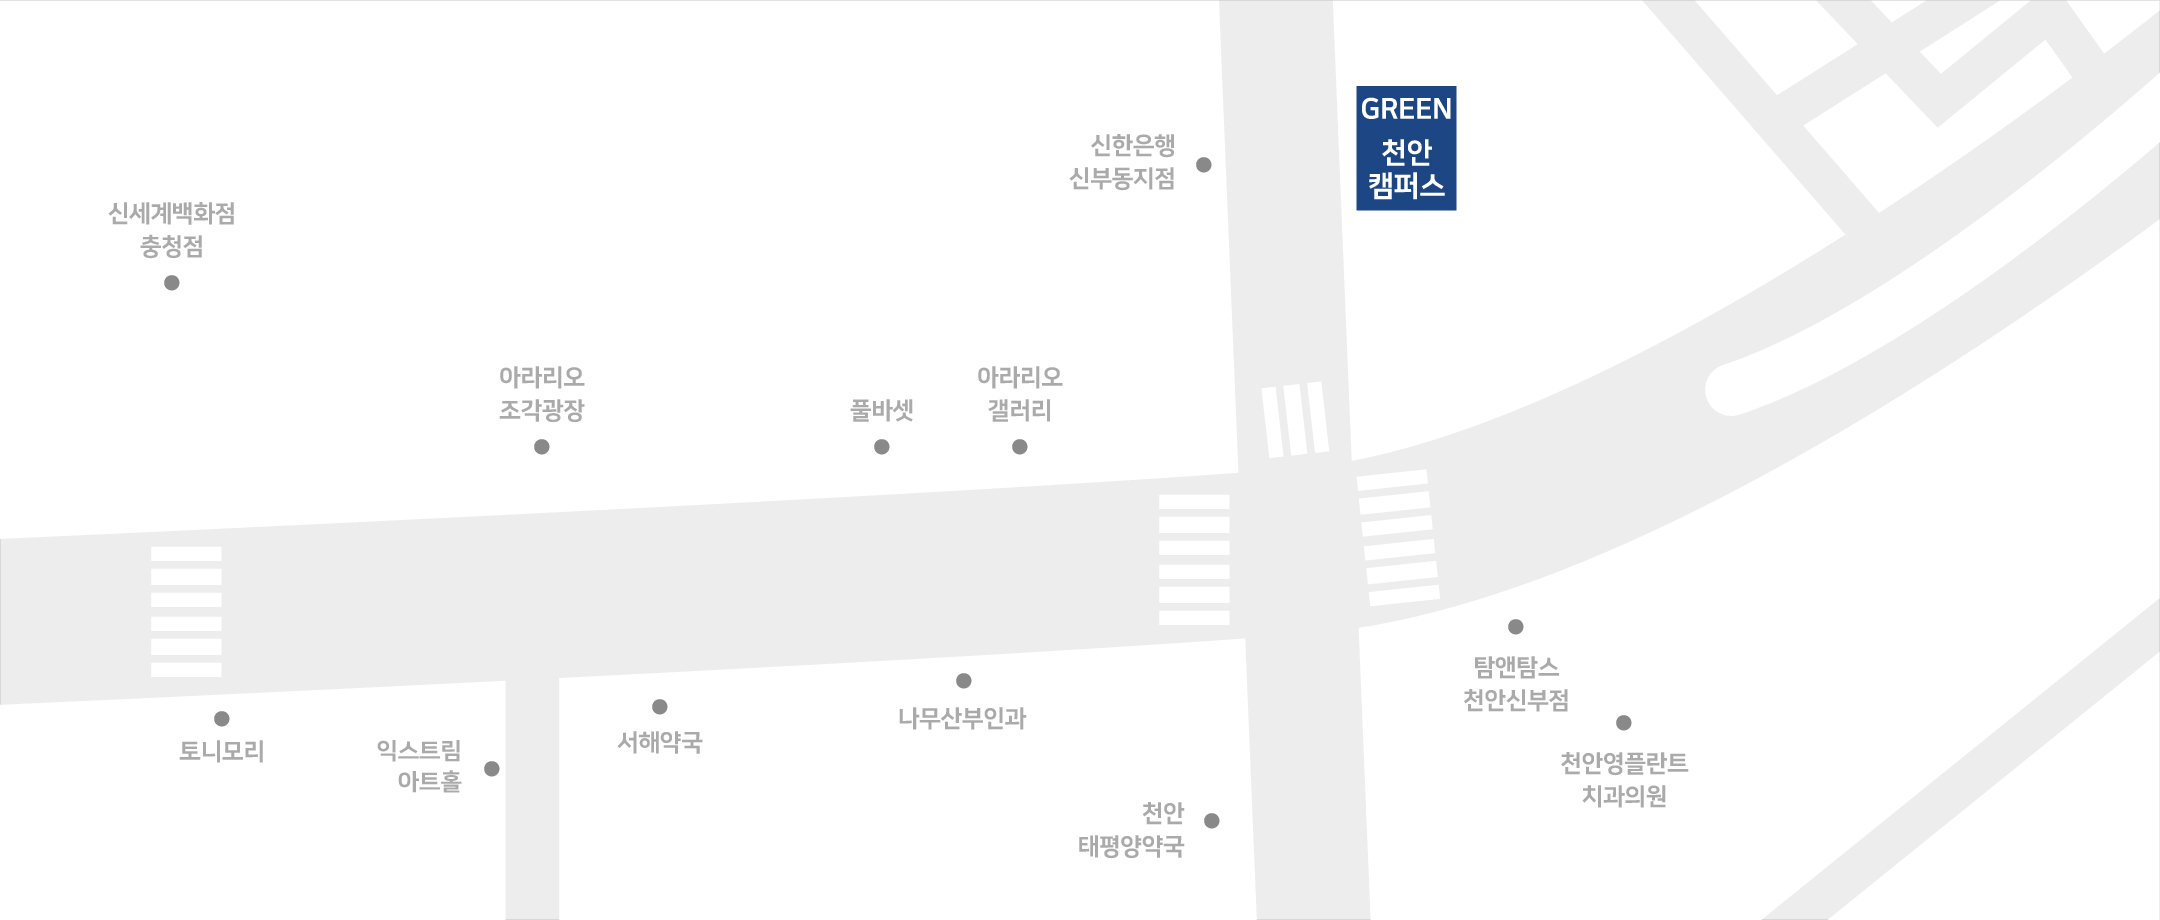 GREEN
천안
캠퍼스
신한은행
신부동지점
신세계백화점
충청점
아라리오
조각광장
풀바셋
아라리오
갤러리
토니모리
익스트림
아트홀
서해약국
나무산부인과
탐앤탐스
천안신부점
천안영플란트
치과의원
천안
태평양약국